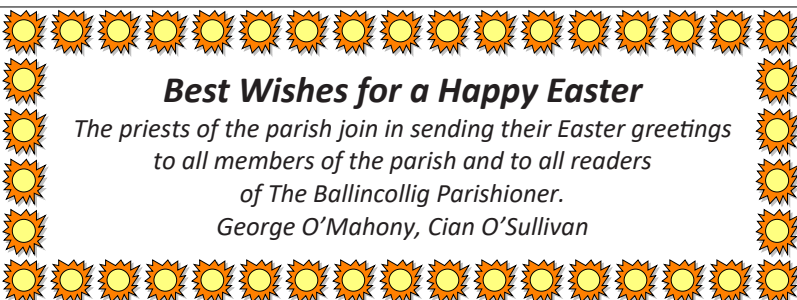 Best Wishes for a Happy Easter
The priests of the parish join in sending their Easter greetings
to all members of the parish and to all readers
of The Ballincollig Parishioner.
George O’Mahony, Cian O’Sullivan